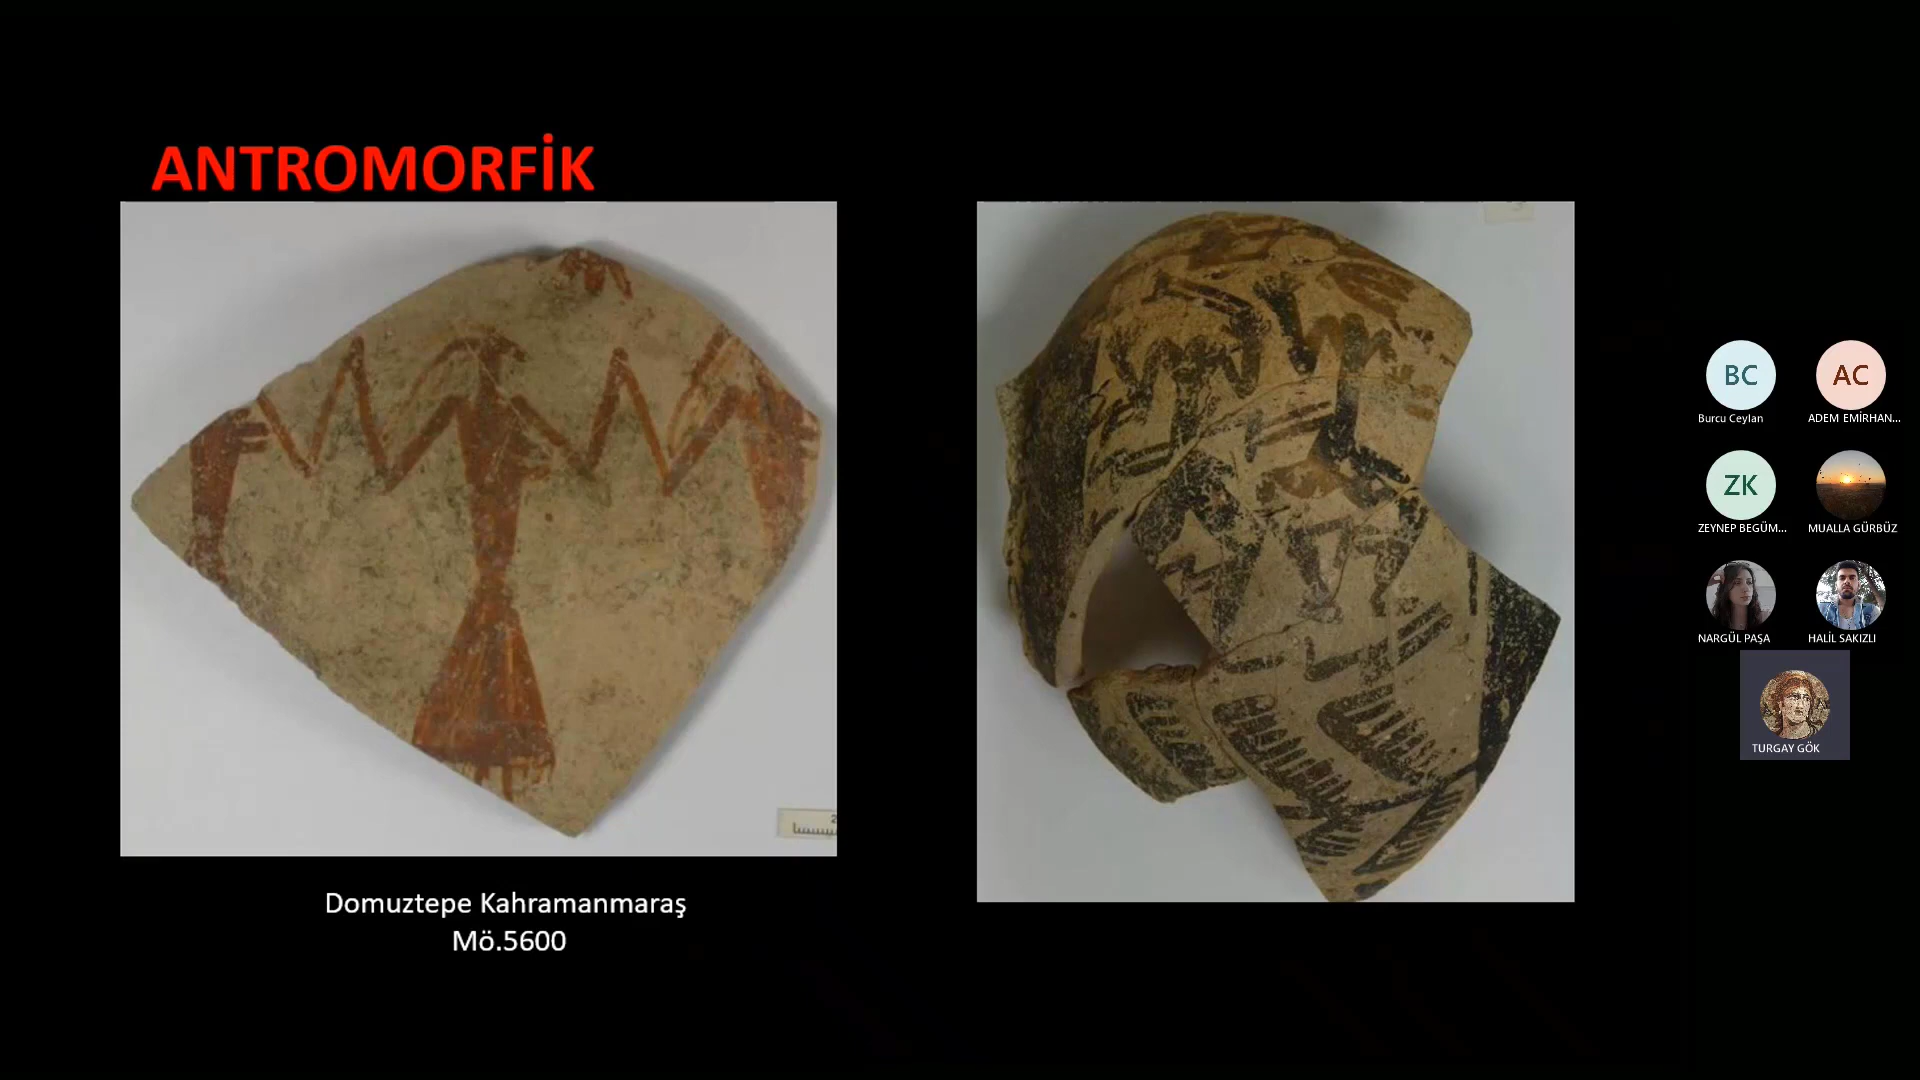 ANTROMORFİK
Domuztepe Kahramanmaraş
Mö.5600
BC
AC
Burcu Ceylan
ADEM EMİRHAN...
ZK
ZEYNEP BEGÜM...
MUALLA GÜRBÜZ
NARGÜL PAŞA
HALİL SAKIZLI
TURGAY GÖK